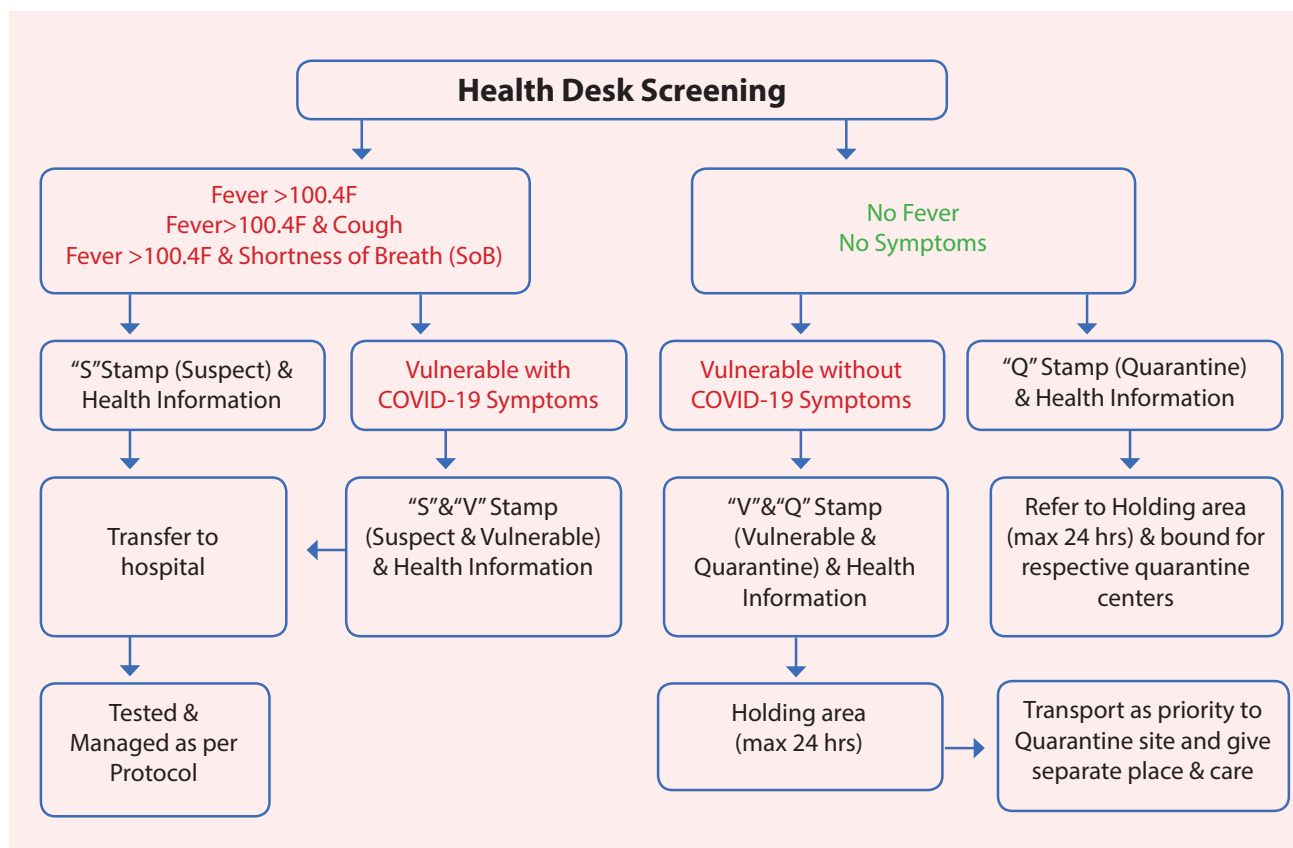 Health Desk Screening
Fever >100.4F
Fever>100.4F & Cough
Fever >100.4F & Shortness of Breath (SoB)
No Fever
No Symptoms
“S”Stamp (Suspect) &
Health Information
Vulnerable with
COVID-19 Symptoms
Vulnerable without
COVID-19 Symptoms
“Q” Stamp (Quarantine)
& Health Information
Transfer to
hospital
“S”&“V” Stamp
(Suspect & Vulnerable)
& Health Information
“V”&“Q” Stamp
(Vulnerable &
Quarantine) & Health
Information
Refer to Holding area
(max 24 hrs) & bound for
respective quarantine
centers
Tested &
Managed as per
Protocol
Holding area
(max 24 hrs)
Transport as priority to
Quarantine site and give
separate place & care